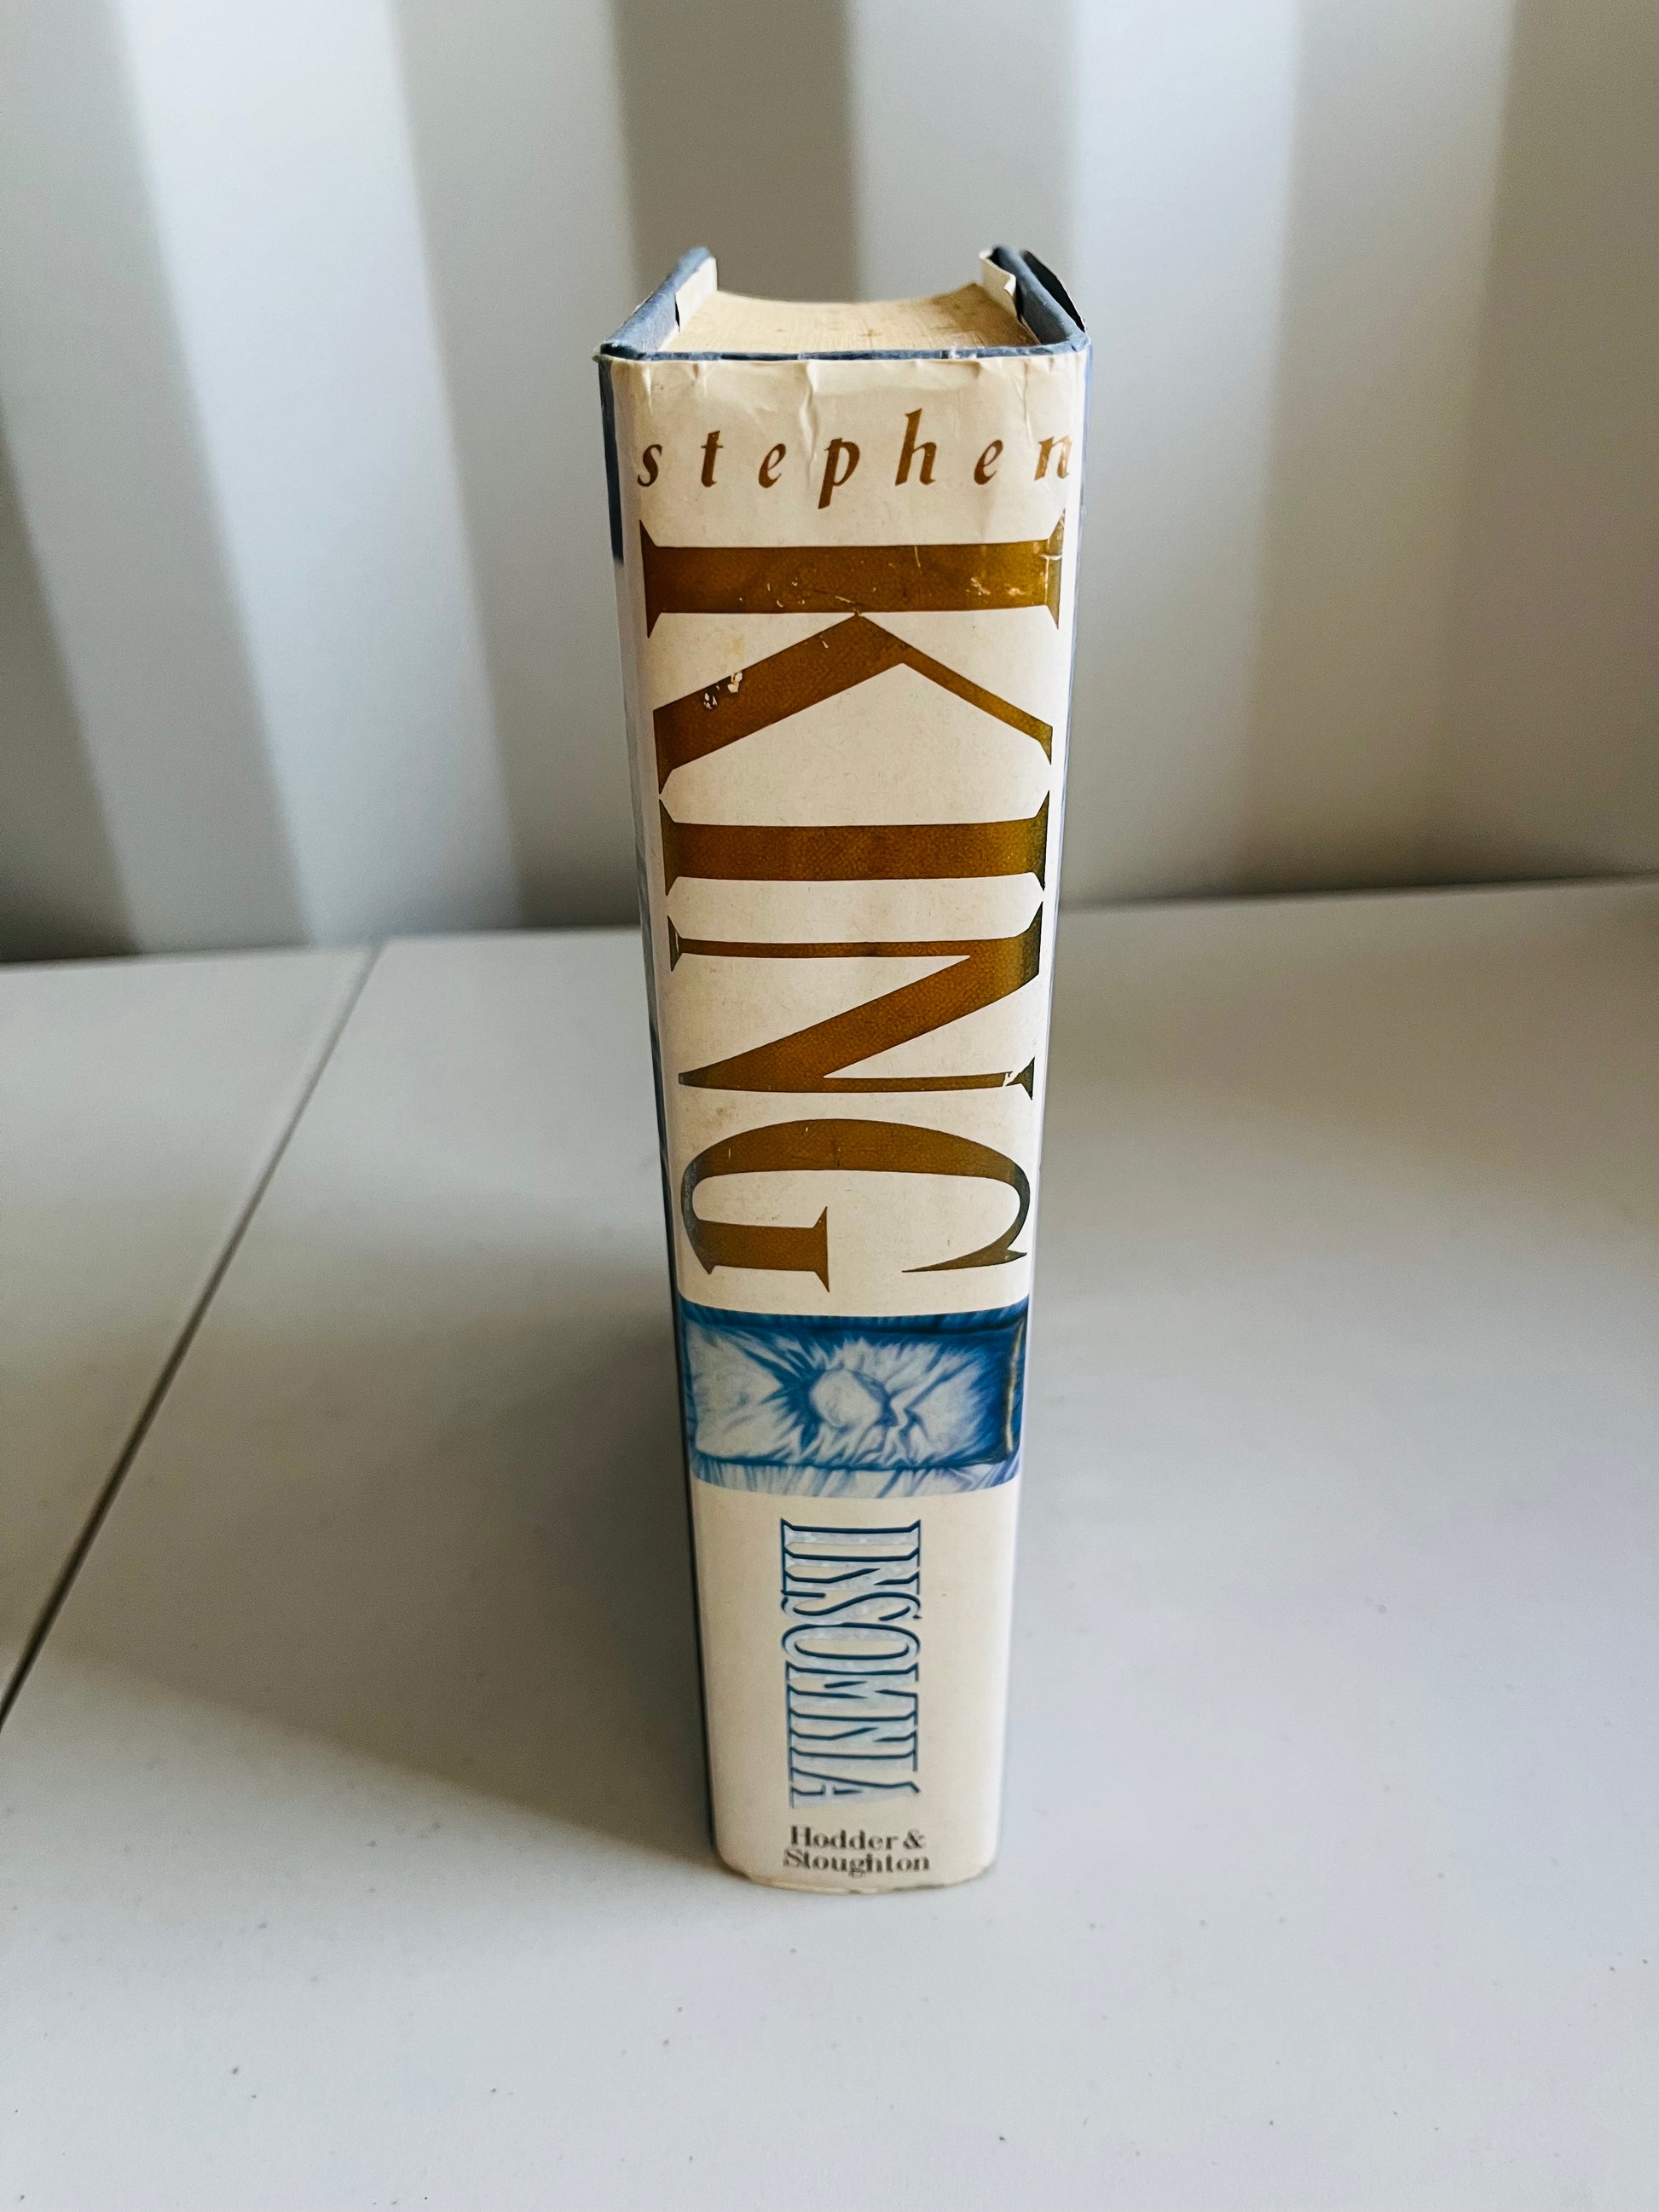 stephen
KING
INSOMNIA
Hodder &
Stoughton